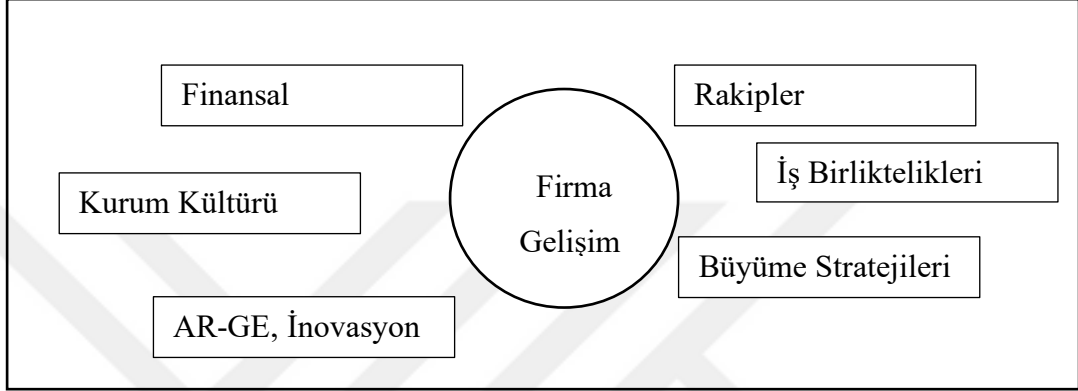 Finansal
Rakipler
İş Birliktelikleri
Kurum Kültürü
Firma
Gelişim
Büyüme Stratejileri
AR-GE, İnovasyon